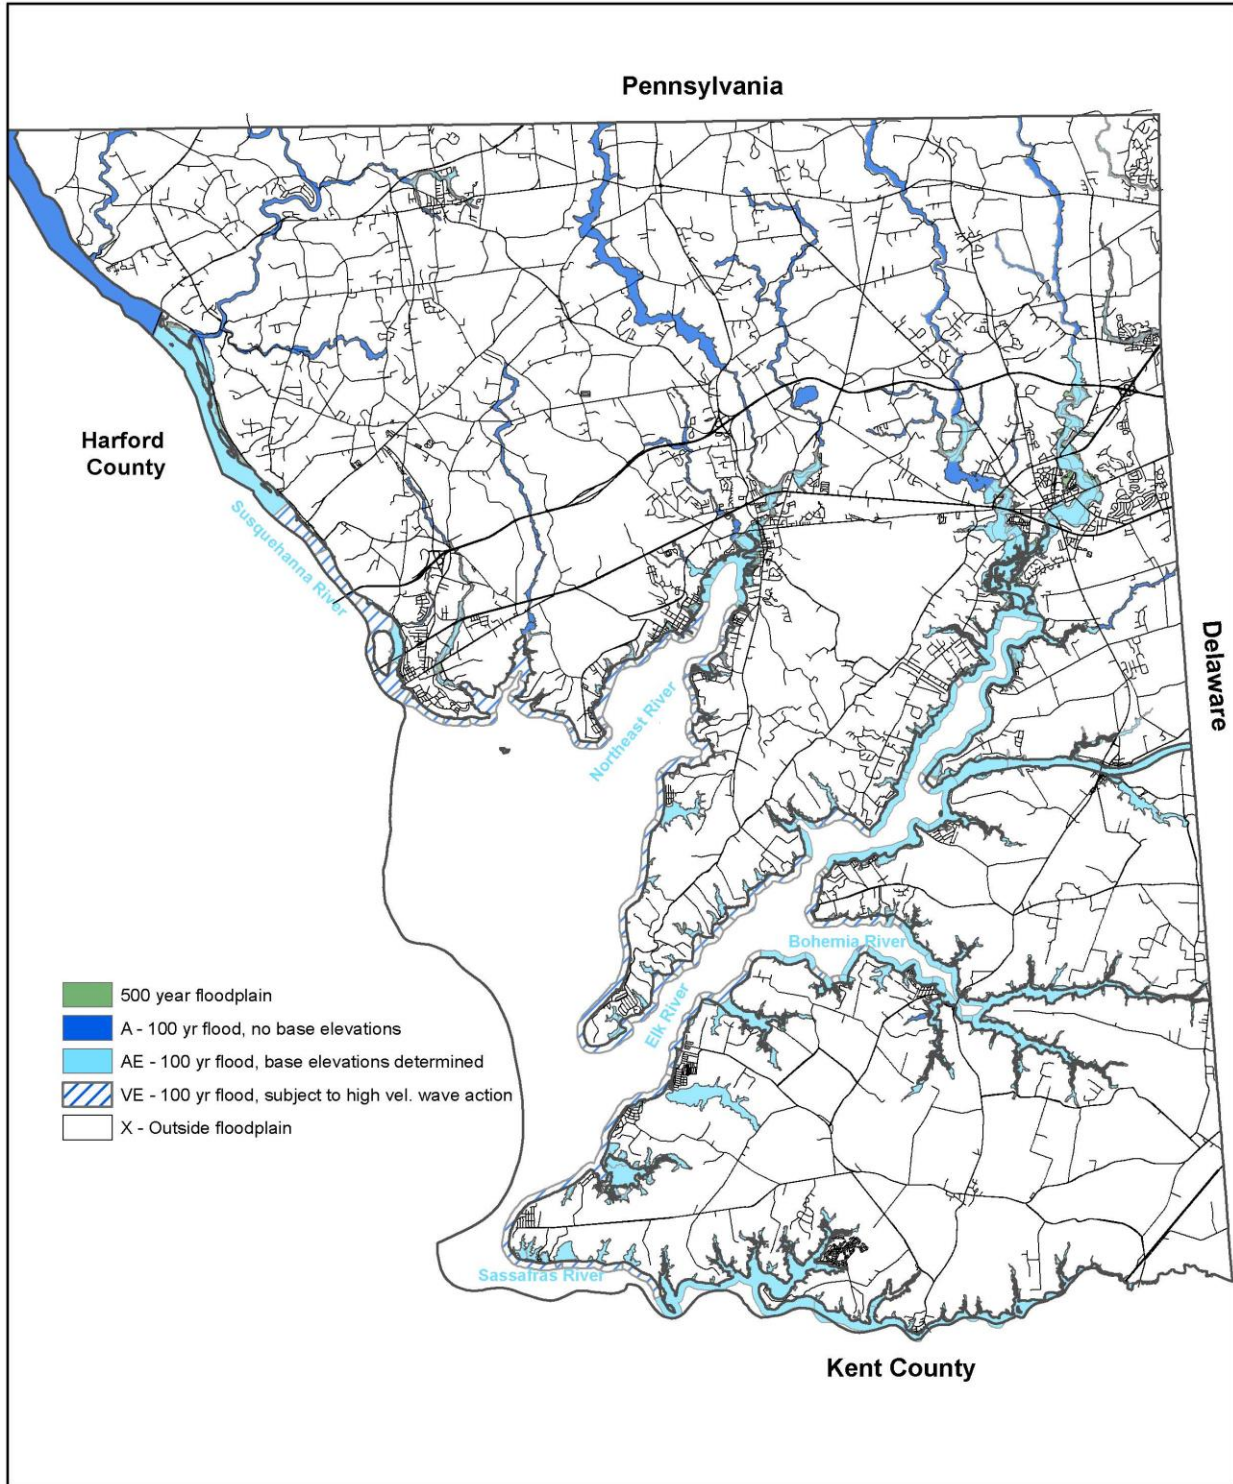 Pennsylvania
Harford
County
Susquehanna River
Northeast River
Delaware
Bohemia River
Elk River
500 year floodplain
A - 100 yr flood, no base elevations
AE - 100 yr flood, base elevations determined
VE - 100 yr flood, subject to high vel. wave action
X - Outside floodplain
Sassafras River
Kent County